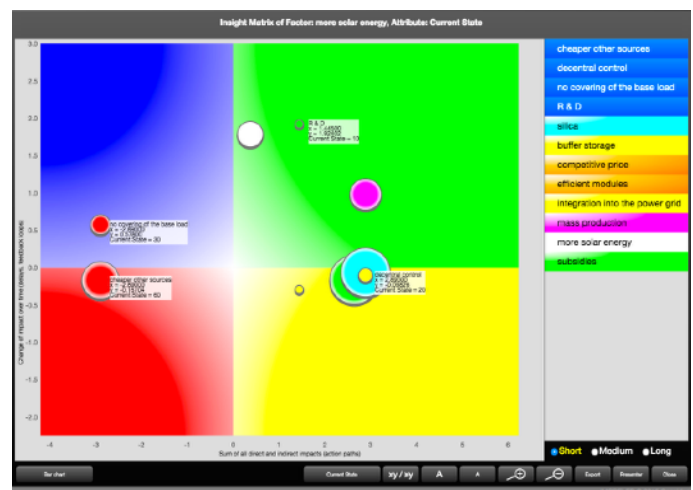 Insight Matrix of Factor: more solar energy, Attribute: Current State
3.0
2.5
2.0
1.5
1.0
0.5
0.0
-0.5
-1.0
-1.5
-2.0
Change of impact over time(delays, feedback loops)
R & D
Current State = 10
no covering of the base load
Current State = 30
cheaper other sources
Current State = 60
decentral control
Current State = 20
-4
-3
-2
-1
0
1
2
3
4
5
6
Sum of all direct and indirect impacts (action paths)
cheaper other sources
decentral control
no covering of the base load
R & D
silica
buffer storage
competitive price
efficient modules
integration into the power grid
mass production
more solar energy
subsidies
Short Medium Long
Bar chart
Current State
xy / xy
A
A
Export
Presenter
Close